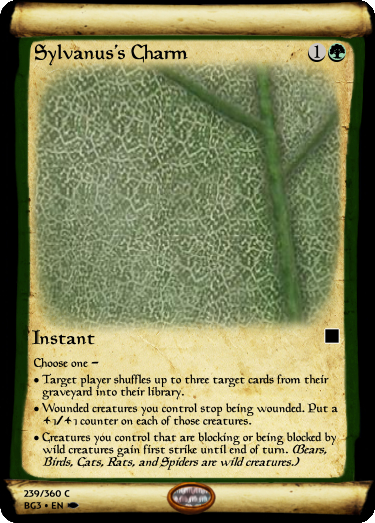 Sylvanus's Charm 1
Instant
Choose one –
• Target player shuffles up to three target cards from their
graveyard into their library.
• Wounded creatures you control stop being wounded. Put a
+1/+1 counter on each of those creatures.
• Creatures you control that are blocking or being blocked by
wild creatures gain first strike until end of turn. (Bears,
Birds, Cats, Rats, and Spiders are wild creatures.)
239/360 C
BG3 • EN